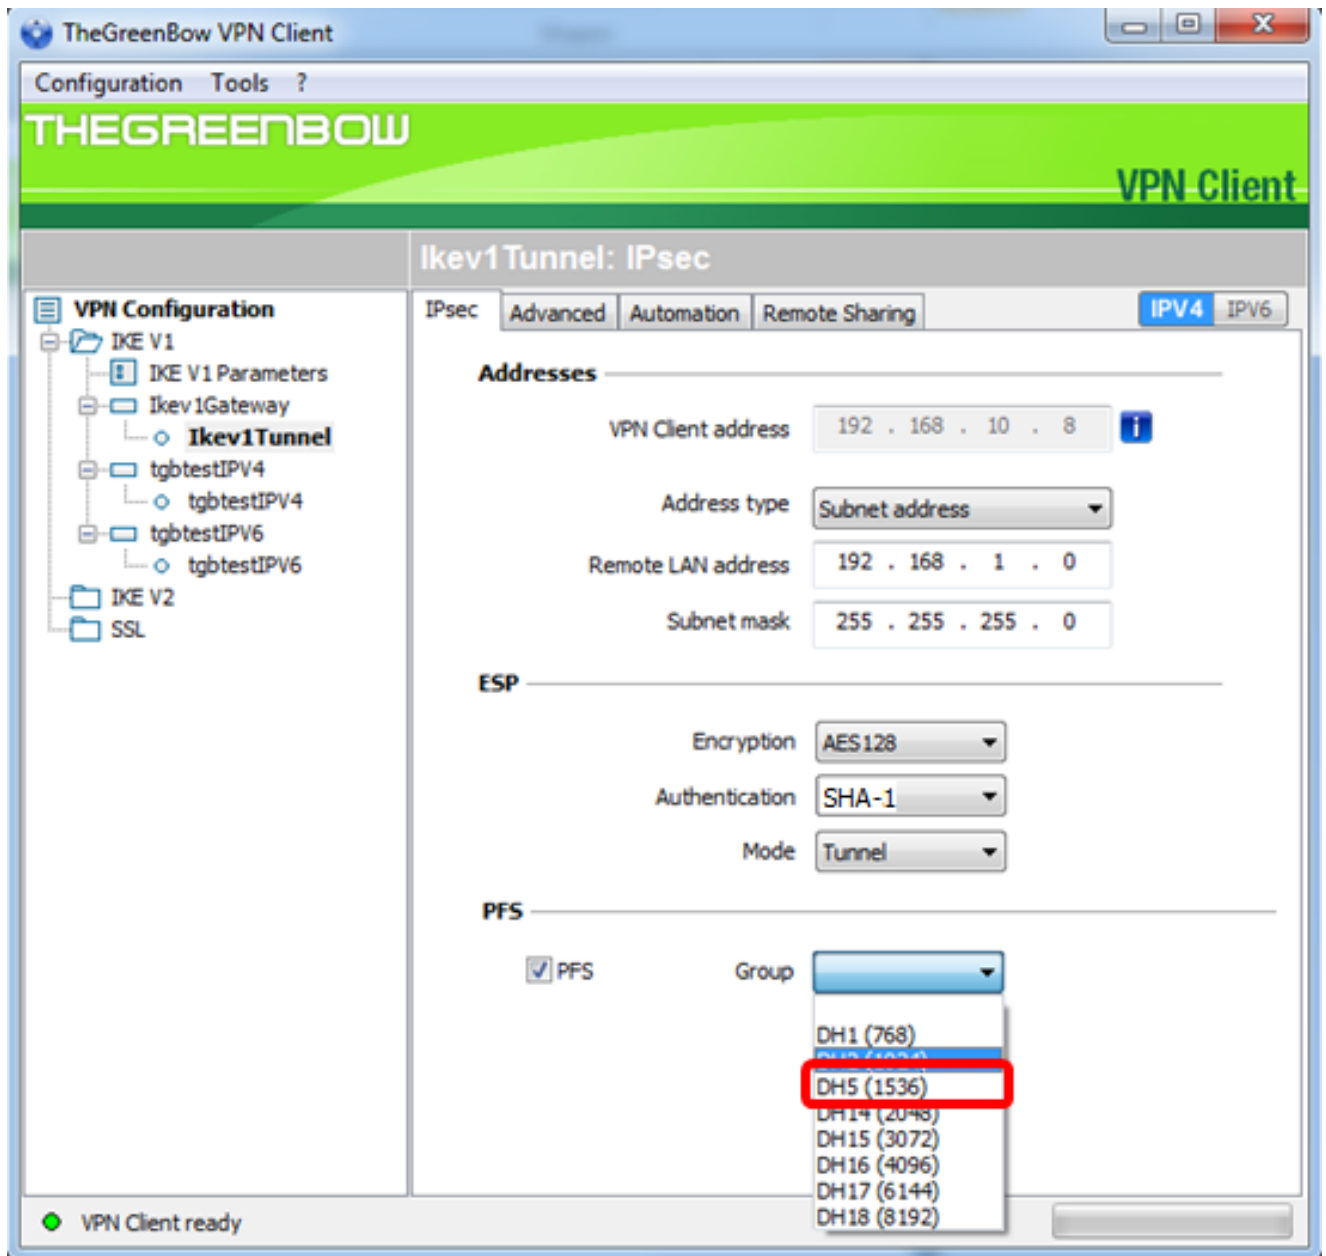 TheGreenBow VPN Client
Configuration Tools ?
THEGREENBOW
VPN Client
Ikev1Tunnel: IPsec
VPN Configuration
IKE V1
IKE V1 Parameters
Ikev1Gateway
Ikev1Tunnel
tgbtestIPV4
tgbtestIPV4
tgbtestIPV6
tgbtestIPV6
IKE V2
SSL
IPsec Advanced Automation Remote Sharing IPV4 IPV6
Addresses
VPN Client address 192 . 168 . 10 . 8
Address type Subnet address
Remote LAN address 192 . 168 . 1 . 0
Subnet mask 255 . 255 . 255 . 0
ESP
Encryption AES128
Authentication SHA-1
Mode Tunnel
PFS
PFS Group
DH1 (768)
DH2 (1024)
DH5 (1536)
DH14 (2048)
DH15 (3072)
DH16 (4096)
DH17 (6144)
DH18 (8192)
VPN Client ready